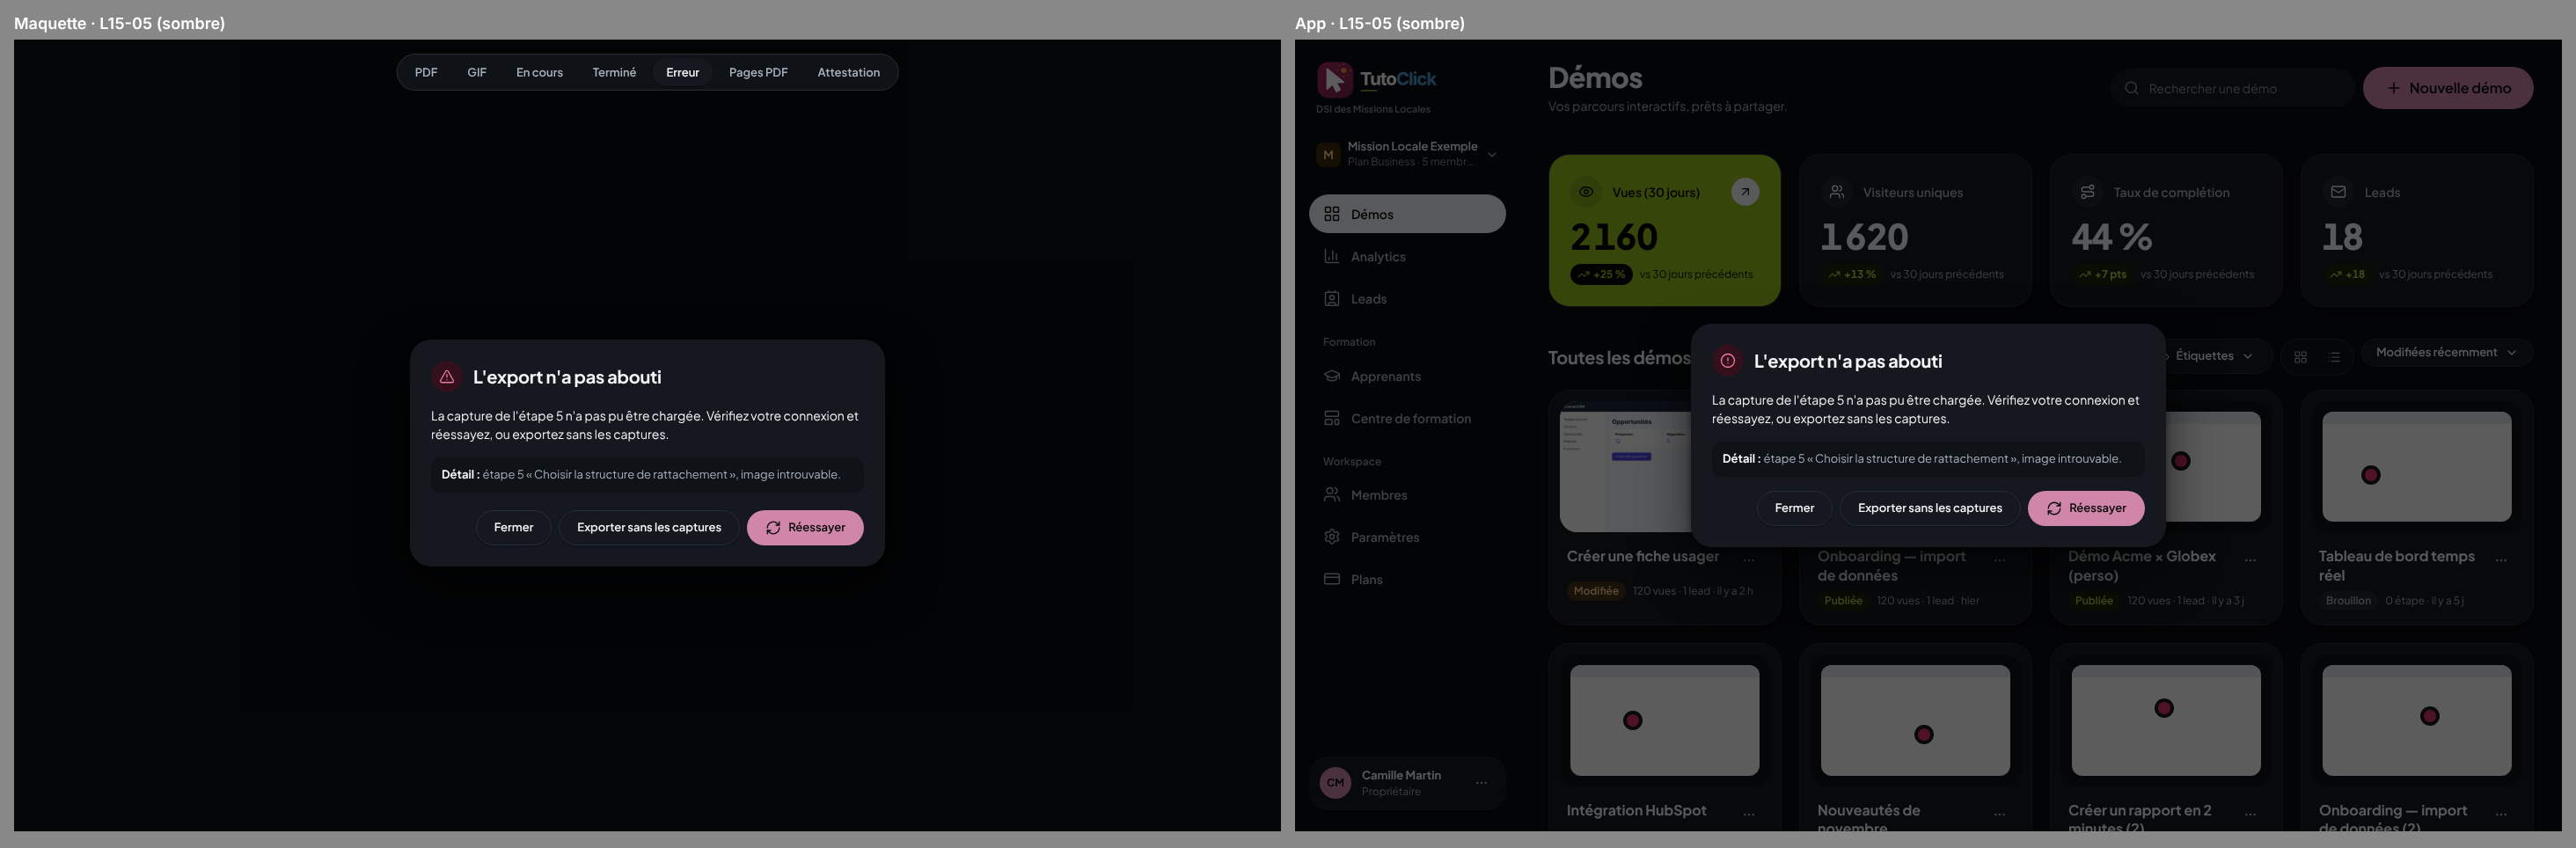 Maquette · L15-05 (sombre)
PDF GIF En cours Terminé Erreur Pages PDF Attestation
L'export n'a pas abouti
La capture de l'étape 5 n'a pas pu être chargée. Vérifiez votre connexion et
réessayez, ou exportez sans les captures.
Détail : étape 5 « Choisir la structure de rattachement », image introuvable.
Fermer Exporter sans les captures Réessayer
App · L15-05 (sombre)
TutoClick
DSI des Missions Locales
M Mission Locale Exemple
Plan Business · 5 membr...
Démos
Analytics
Leads
Formation
Apprenants
Centre de formation
Workspace
Membres
Paramètres
Plans
CM Camille Martin
Propriétaire
Démos
Vos parcours interactifs, prêts à partager.
Rechercher une démo
Nouvelle démo
Vues (30 jours)
2 160
+25 % vs 30 jours précédents
Visiteurs uniques
1 620
+13 % vs 30 jours précédents
Taux de complétion
44 %
+7 pts vs 30 jours précédents
Leads
18
+18 vs 30 jours précédents
Toutes les démos
Étiquettes
Modifiées récemment
L'export n'a pas abouti
La capture de l'étape 5 n'a pas pu être chargée. Vérifiez votre connexion et
réessayez, ou exportez sans les captures.
Détail : étape 5 « Choisir la structure de rattachement », image introuvable.
Fermer Exporter sans les captures Réessayer
Opportunités
Créer une fiche usager ...
Modifiée 120 vues · 1 lead · il y a 2 h
Onboarding — import ...
de données
Publiée 120 vues · 1 lead · hier
Démo Acme × Globex ...
(perso)
Publiée 120 vues · 1 lead · il y a 3 j
Tableau de bord temps ...
réel
Brouillon 0 étape · il y a 5 j
Intégration HubSpot ...
Nouveautés de ...
novembre
Créer un rapport en 2 ...
minutes (2)
Onboarding — import ...
de données (2)